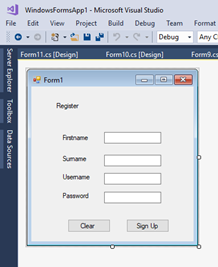 WindowsFormsApp1 - Microsoft Visual Studio
File Edit View Project Build Debug Team
Debug Any C
Form11.cs [Design] Form10.cs [Design] Form9.cs
Server Explorer
Toolbox
Data Sources
Form1
Register
Firstname
Surname
Username
Password
Clear Sign Up